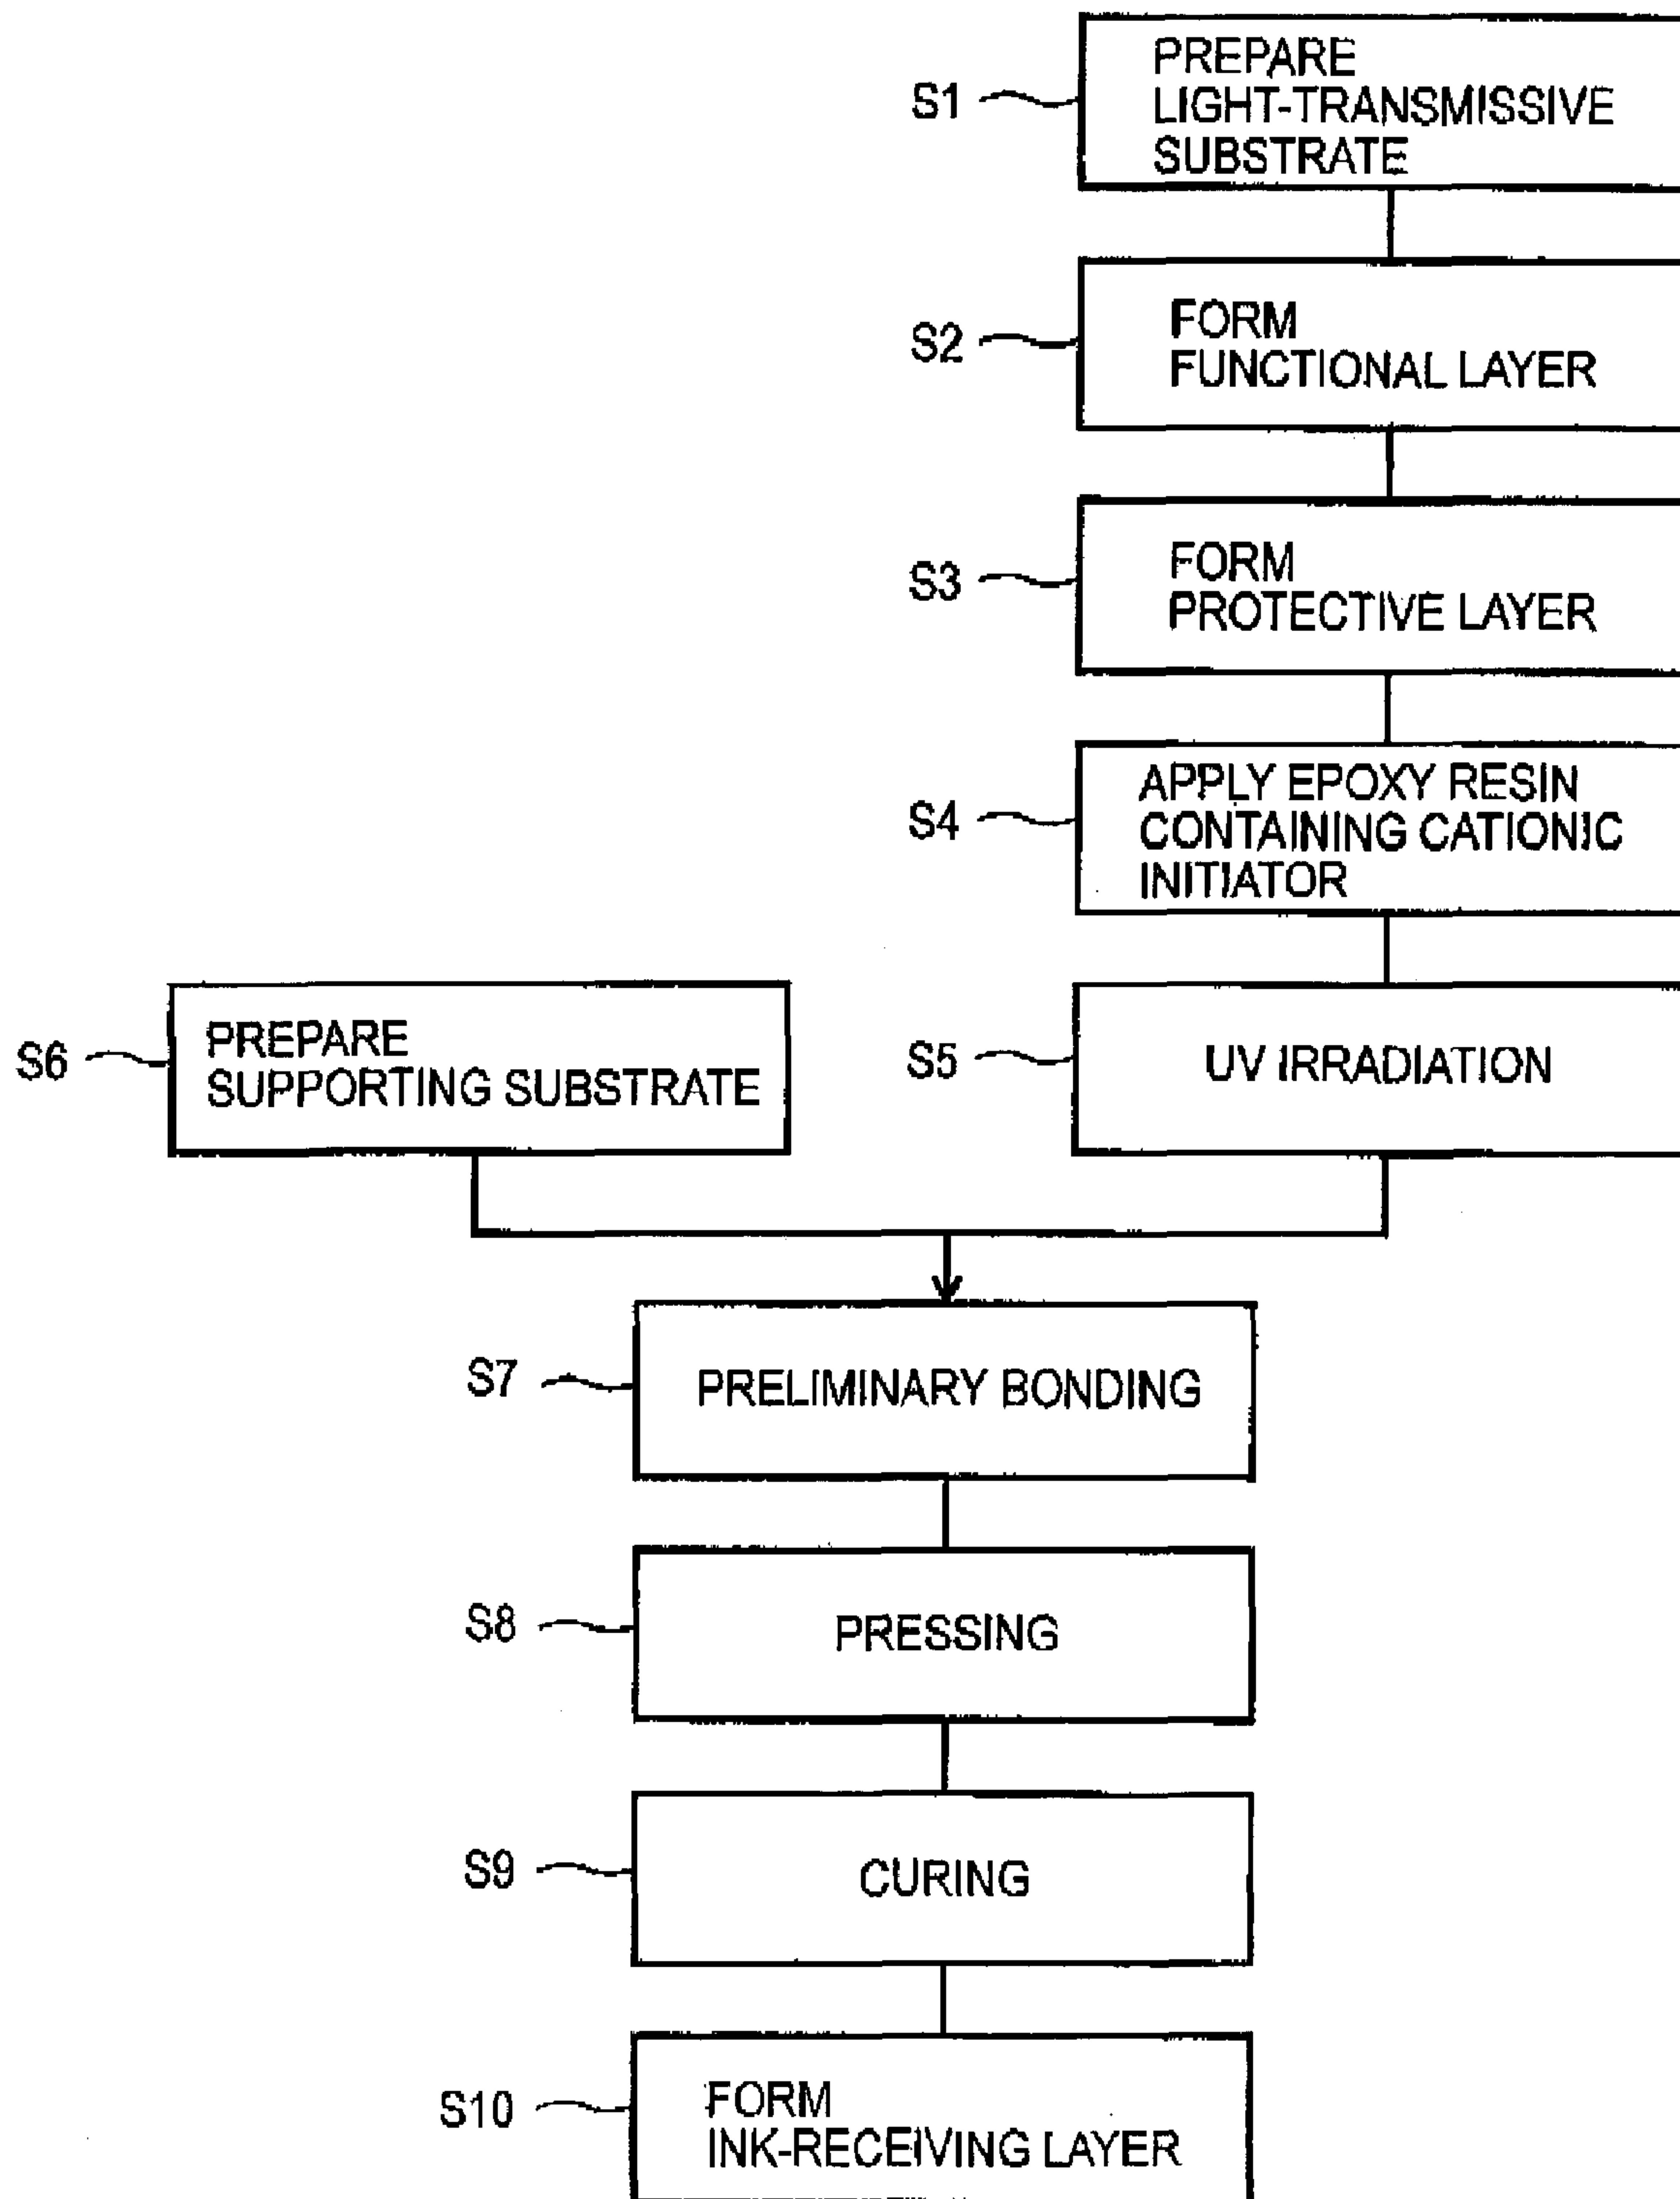 S1
PREPARE
LIGHT-TRANSMISSIVE
SUBSTRATE
S2
FORM
FUNCTIONAL LAYER
S3
FORM
PROTECTIVE LAYER
S4
APPLY EPOXY RESIN
CONTAINING CATIONIC
INITIATOR
S6
PREPARE
SUPPORTING SUBSTRATE
S5
UV IRRADIATION
S7
PRELIMINARY BONDING
S8
PRESSING
S9
CURING
S10
FORM
INK-RECEIVING LAYER